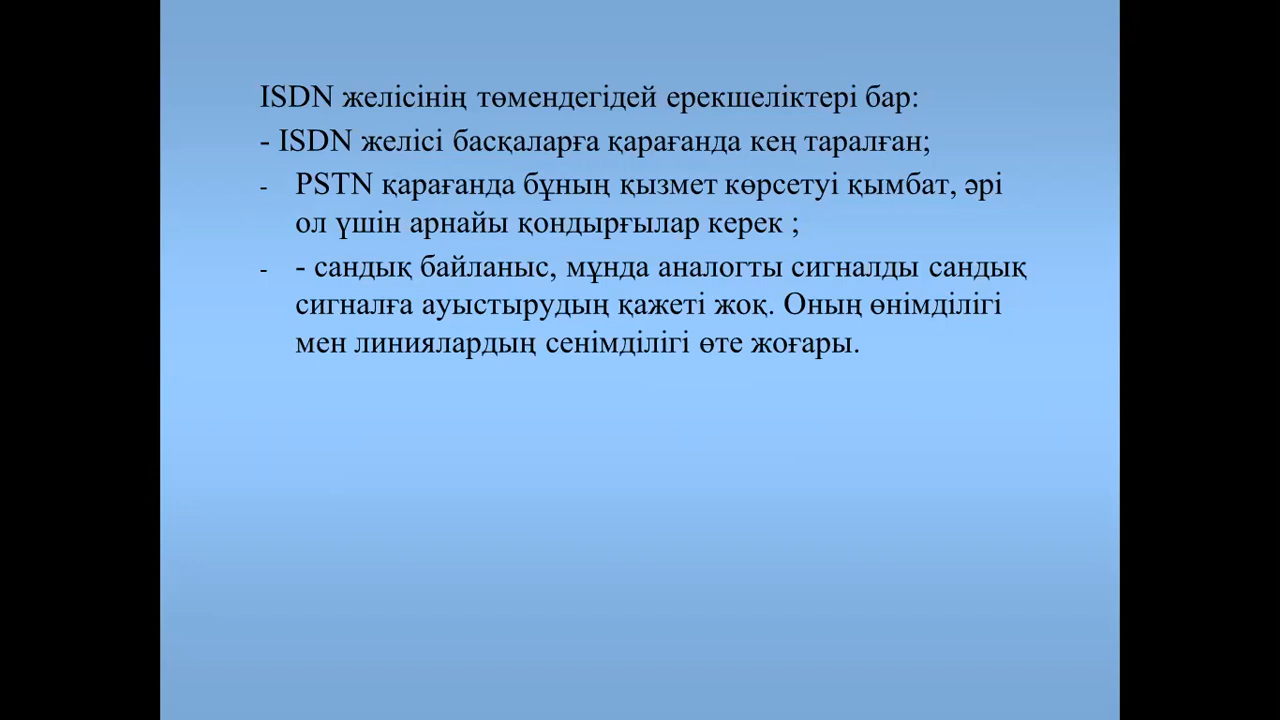 ISDN желісінің төмендегідей ерекшеліктері бар:
- ISDN желісі басқаларға қарағанда кең таралған;
- PSTN қарағанда бұның қызмет көрсетуі қымбат, әрі
ол үшін арнайы қондырғылар керек ;
- - сандық байланыс, мұнда аналогты сигналды сандық
сигналға ауыстырудың қажеті жоқ. Оның өнімділігі
мен линиялардың сенімділігі өте жоғары.